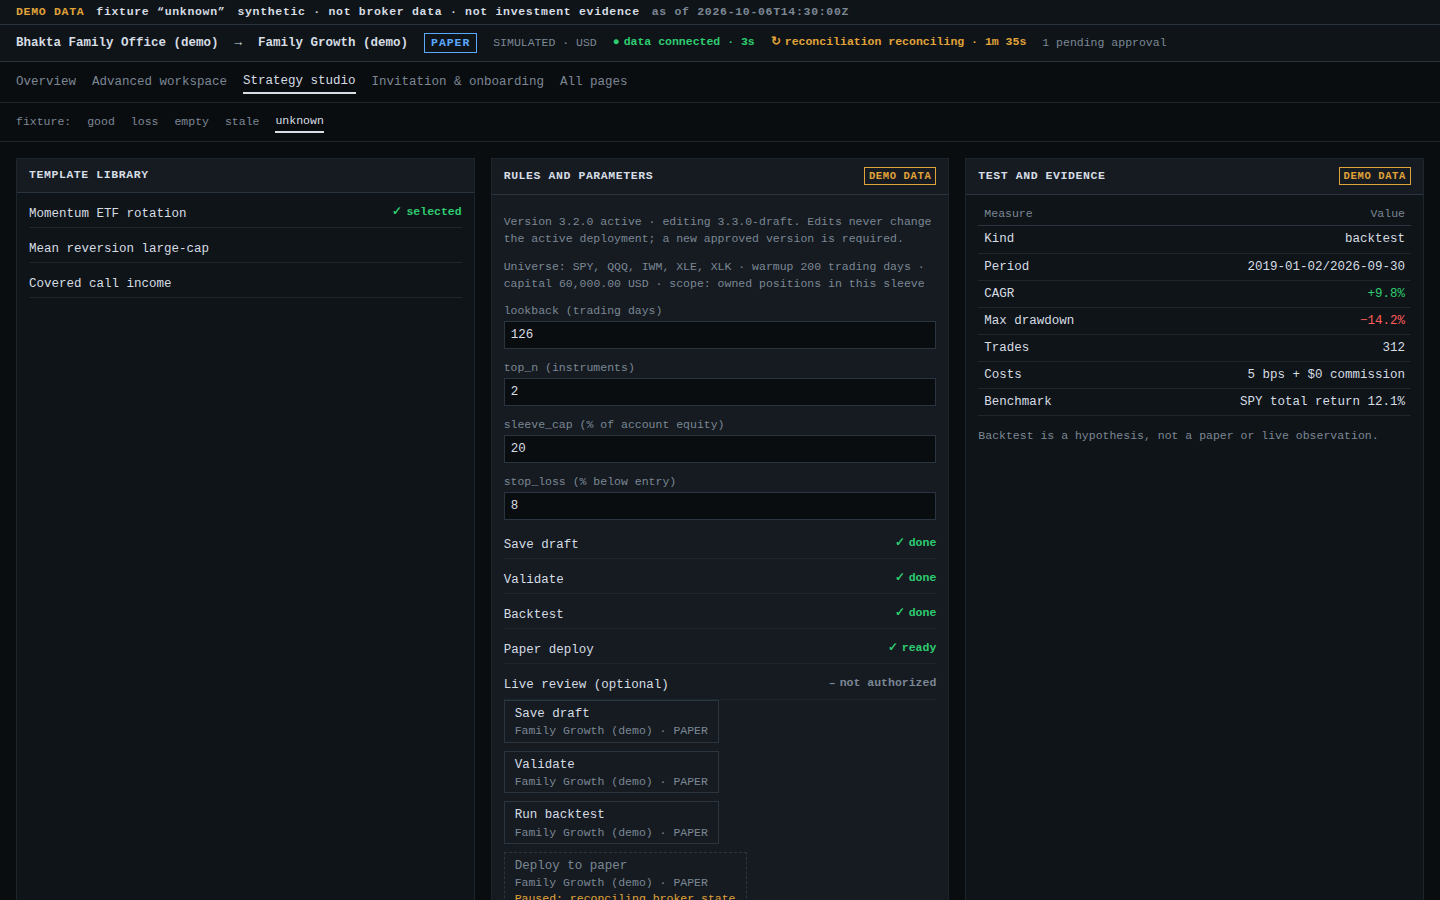 DEMO DATA fixture “unknown” synthetic · not broker data · not investment evidence as of 2026-10-06T14:30:00Z
Bhakta Family Office (demo) → Family Growth (demo) PAPER SIMULATED · USD ● data connected · 3s ↻ reconciliation reconciling · 1m 35s 1 pending approval
Overview Advanced workspace Strategy studio Invitation & onboarding All pages
fixture: good loss empty stale unknown
TEMPLATE LIBRARY
Momentum ETF rotation ✓ selected
Mean reversion large-cap
Covered call income
RULES AND PARAMETERS DEMO DATA
Version 3.2.0 active · editing 3.3.0-draft. Edits never change
the active deployment; a new approved version is required.
Universe: SPY, QQQ, IWM, XLE, XLK · warmup 200 trading days ·
capital 60,000.00 USD · scope: owned positions in this sleeve
lookback (trading days)
126
top_n (instruments)
2
sleeve_cap (% of account equity)
20
stop_loss (% below entry)
8
Save draft ✓ done
Validate ✓ done
Backtest ✓ done
Paper deploy ✓ ready
Live review (optional) – not authorized
Save draft
Family Growth (demo) · PAPER
Validate
Family Growth (demo) · PAPER
Run backtest
Family Growth (demo) · PAPER
Deploy to paper
Family Growth (demo) · PAPER
Paused: reconciling broker state
TEST AND EVIDENCE DEMO DATA
Measure Value
Kind backtest
Period 2019-01-02/2026-09-30
CAGR +9.8%
Max drawdown −14.2%
Trades 312
Costs 5 bps + $0 commission
Benchmark SPY total return 12.1%
Backtest is a hypothesis, not a paper or live observation.